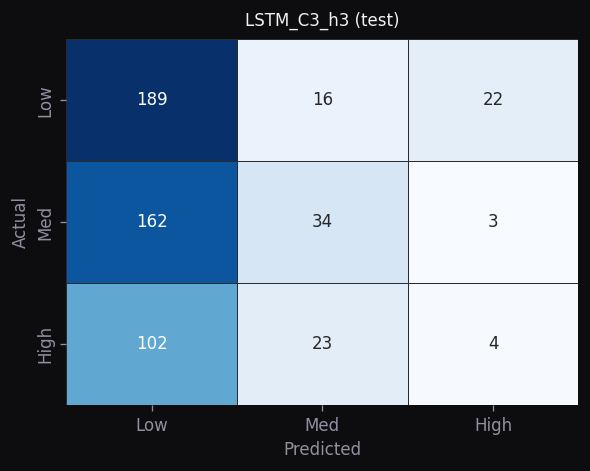 LSTM_C3_h3 (test)
Actual
Low
189 16 22
Med
162 34 3
High
102 23 4
Low Med High
Predicted